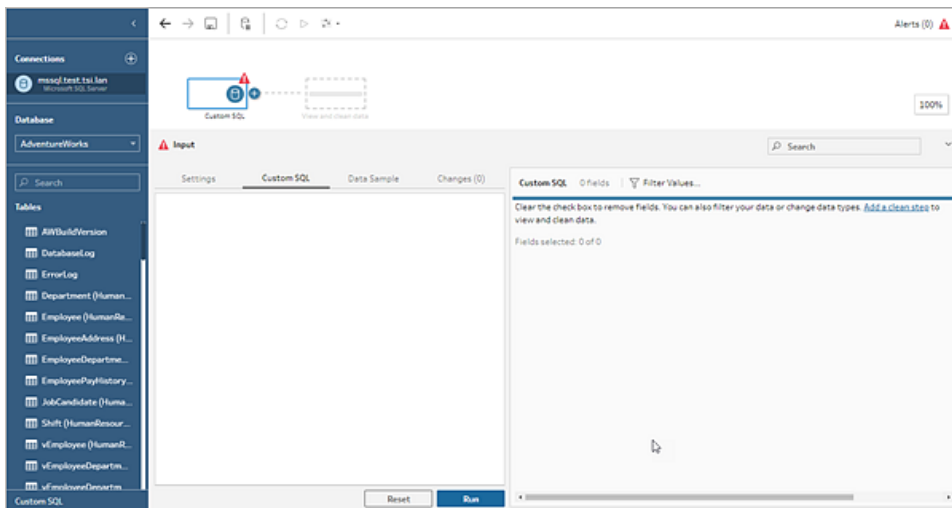 Alerts (0)
Connections
mssql.test.tsi.lan
Microsoft SQL Server
Database
AdventureWorks
Search
Tables
AWBuildVersion
DatabaseLog
ErrorLog
Department (Human...
Employee (HumanRe...
EmployeeAddress (H...
EmployeeDepartme...
EmployeePayHistory...
JobCandidate (Huma...
Shift (HumanResour...
vEmployee (HumanR...
vEmployeeDepartm...
vEmployeeDepartm...
Custom SQL
Custom SQL
View and clean data
100%
Input
Search
Settings
Custom SQL
Data Sample
Changes (0)
Reset
Run
Custom SQL 0 fields Filter Values...
Clear the check box to remove fields. You can also filter your data or change data types. Add a clean step to
view and clean data.
Fields selected: 0 of 0